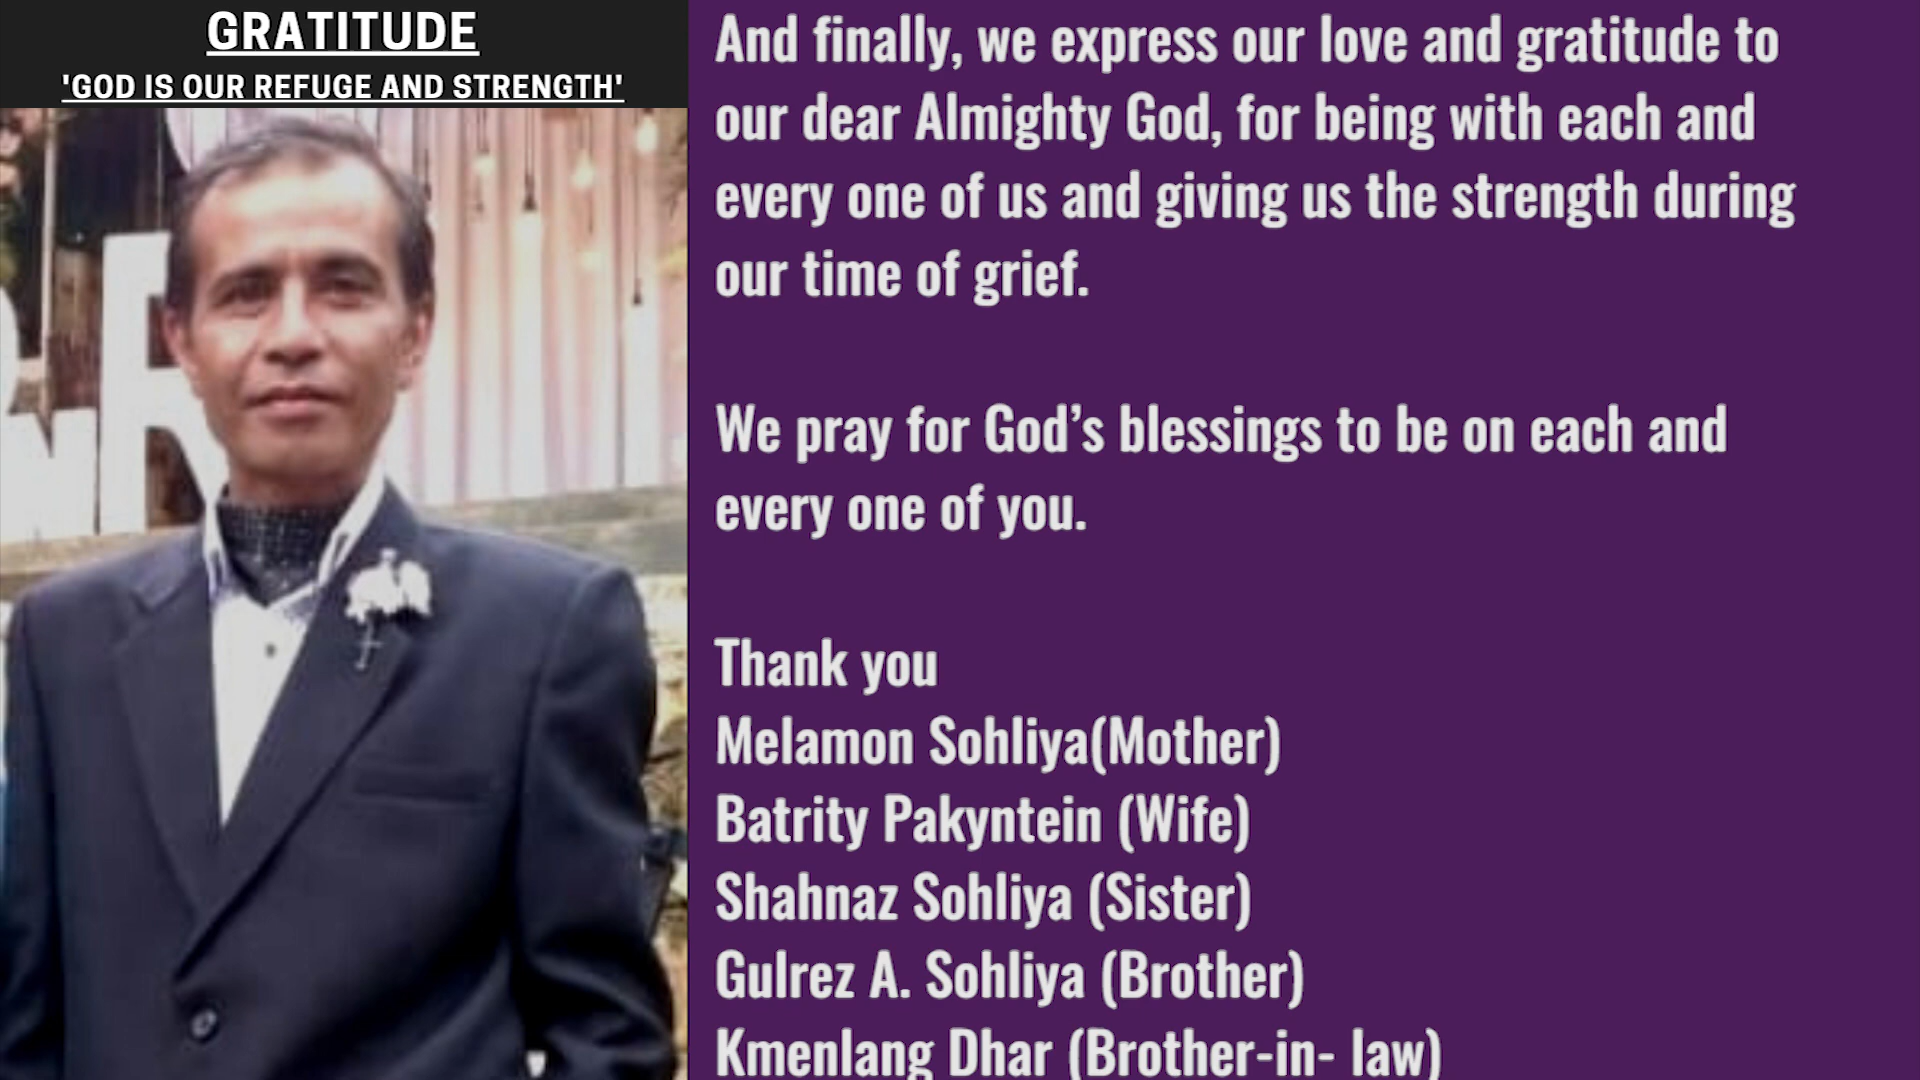 GRATITUDE
'GOD IS OUR REFUGE AND STRENGTH'
And finally, we express our love and gratitude to
our dear Almighty God, for being with each and
every one of us and giving us the strength during
our time of grief.
We pray for God’s blessings to be on each and
every one of you.
Thank you
Melamon Sohliya(Mother)
Batrity Pakyntein (Wife)
Shahnaz Sohliya (Sister)
Gulrez A. Sohliya (Brother)
Kmenlang Dhar (Brother-in- law)